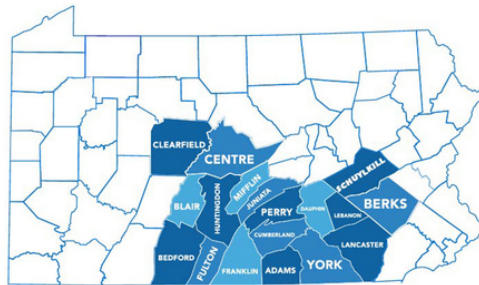 CLEARFIELD
CENTRE
SCHUYLKILL
MIFFLIN
HUNTINGDON
JUNIATA
BLAIR
PERRY
DAUPHIN
LEBANON
BERKS
CUMBERLAND
LANCASTER
BEDFORD
FULTON
FRANKLIN
ADAMS
YORK